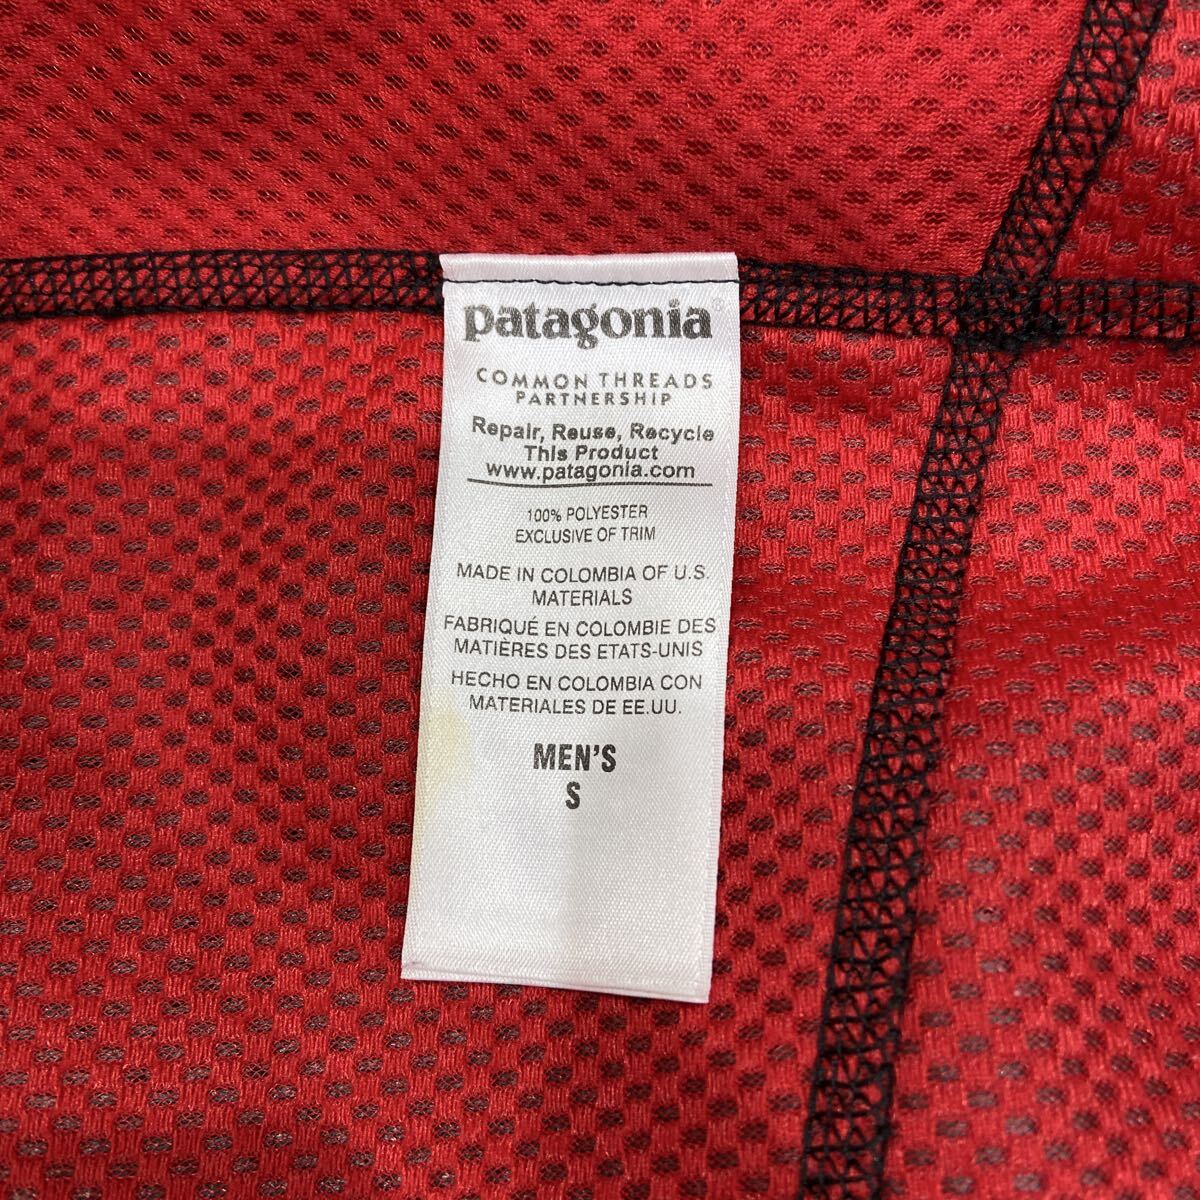 patagonia®
COMMON THREADS
PARTNERSHIP
Repair, Reuse, Recycle
This Product
www.patagonia.com
100% POLYESTER
EXCLUSIVE OF TRIM
MADE IN COLOMBIA OF U.S.
MATERIALS
FABRIQUÉ EN COLOMBIE DES
MATIÈRES DES ETATS-UNIS
HECHO EN COLOMBIA CON
MATERIALES DE EE.UU.
MEN'S
S